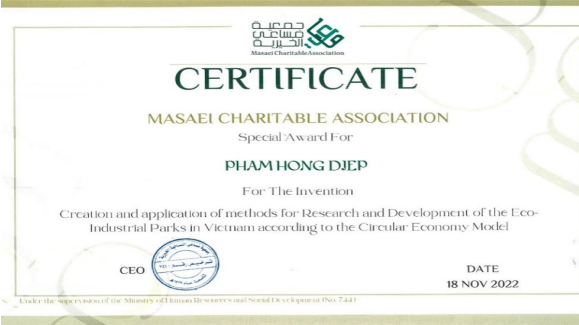 جمعية
مساعي
الخيرية
Masaei Charitable Association
CERTIFICATE
MASAEI CHARITABLE ASSOCIATION
Special Award For
PHAM HONG DIEP
For The Invention
Creation and application of methods for Research and Development of the Eco-
Industrial Parks in Vietnam according to the Circular Economy Model
CEO
DATE
18 NOV 2022
Under the supervision of the Ministry of Human Resources and Social Development (No. 744)